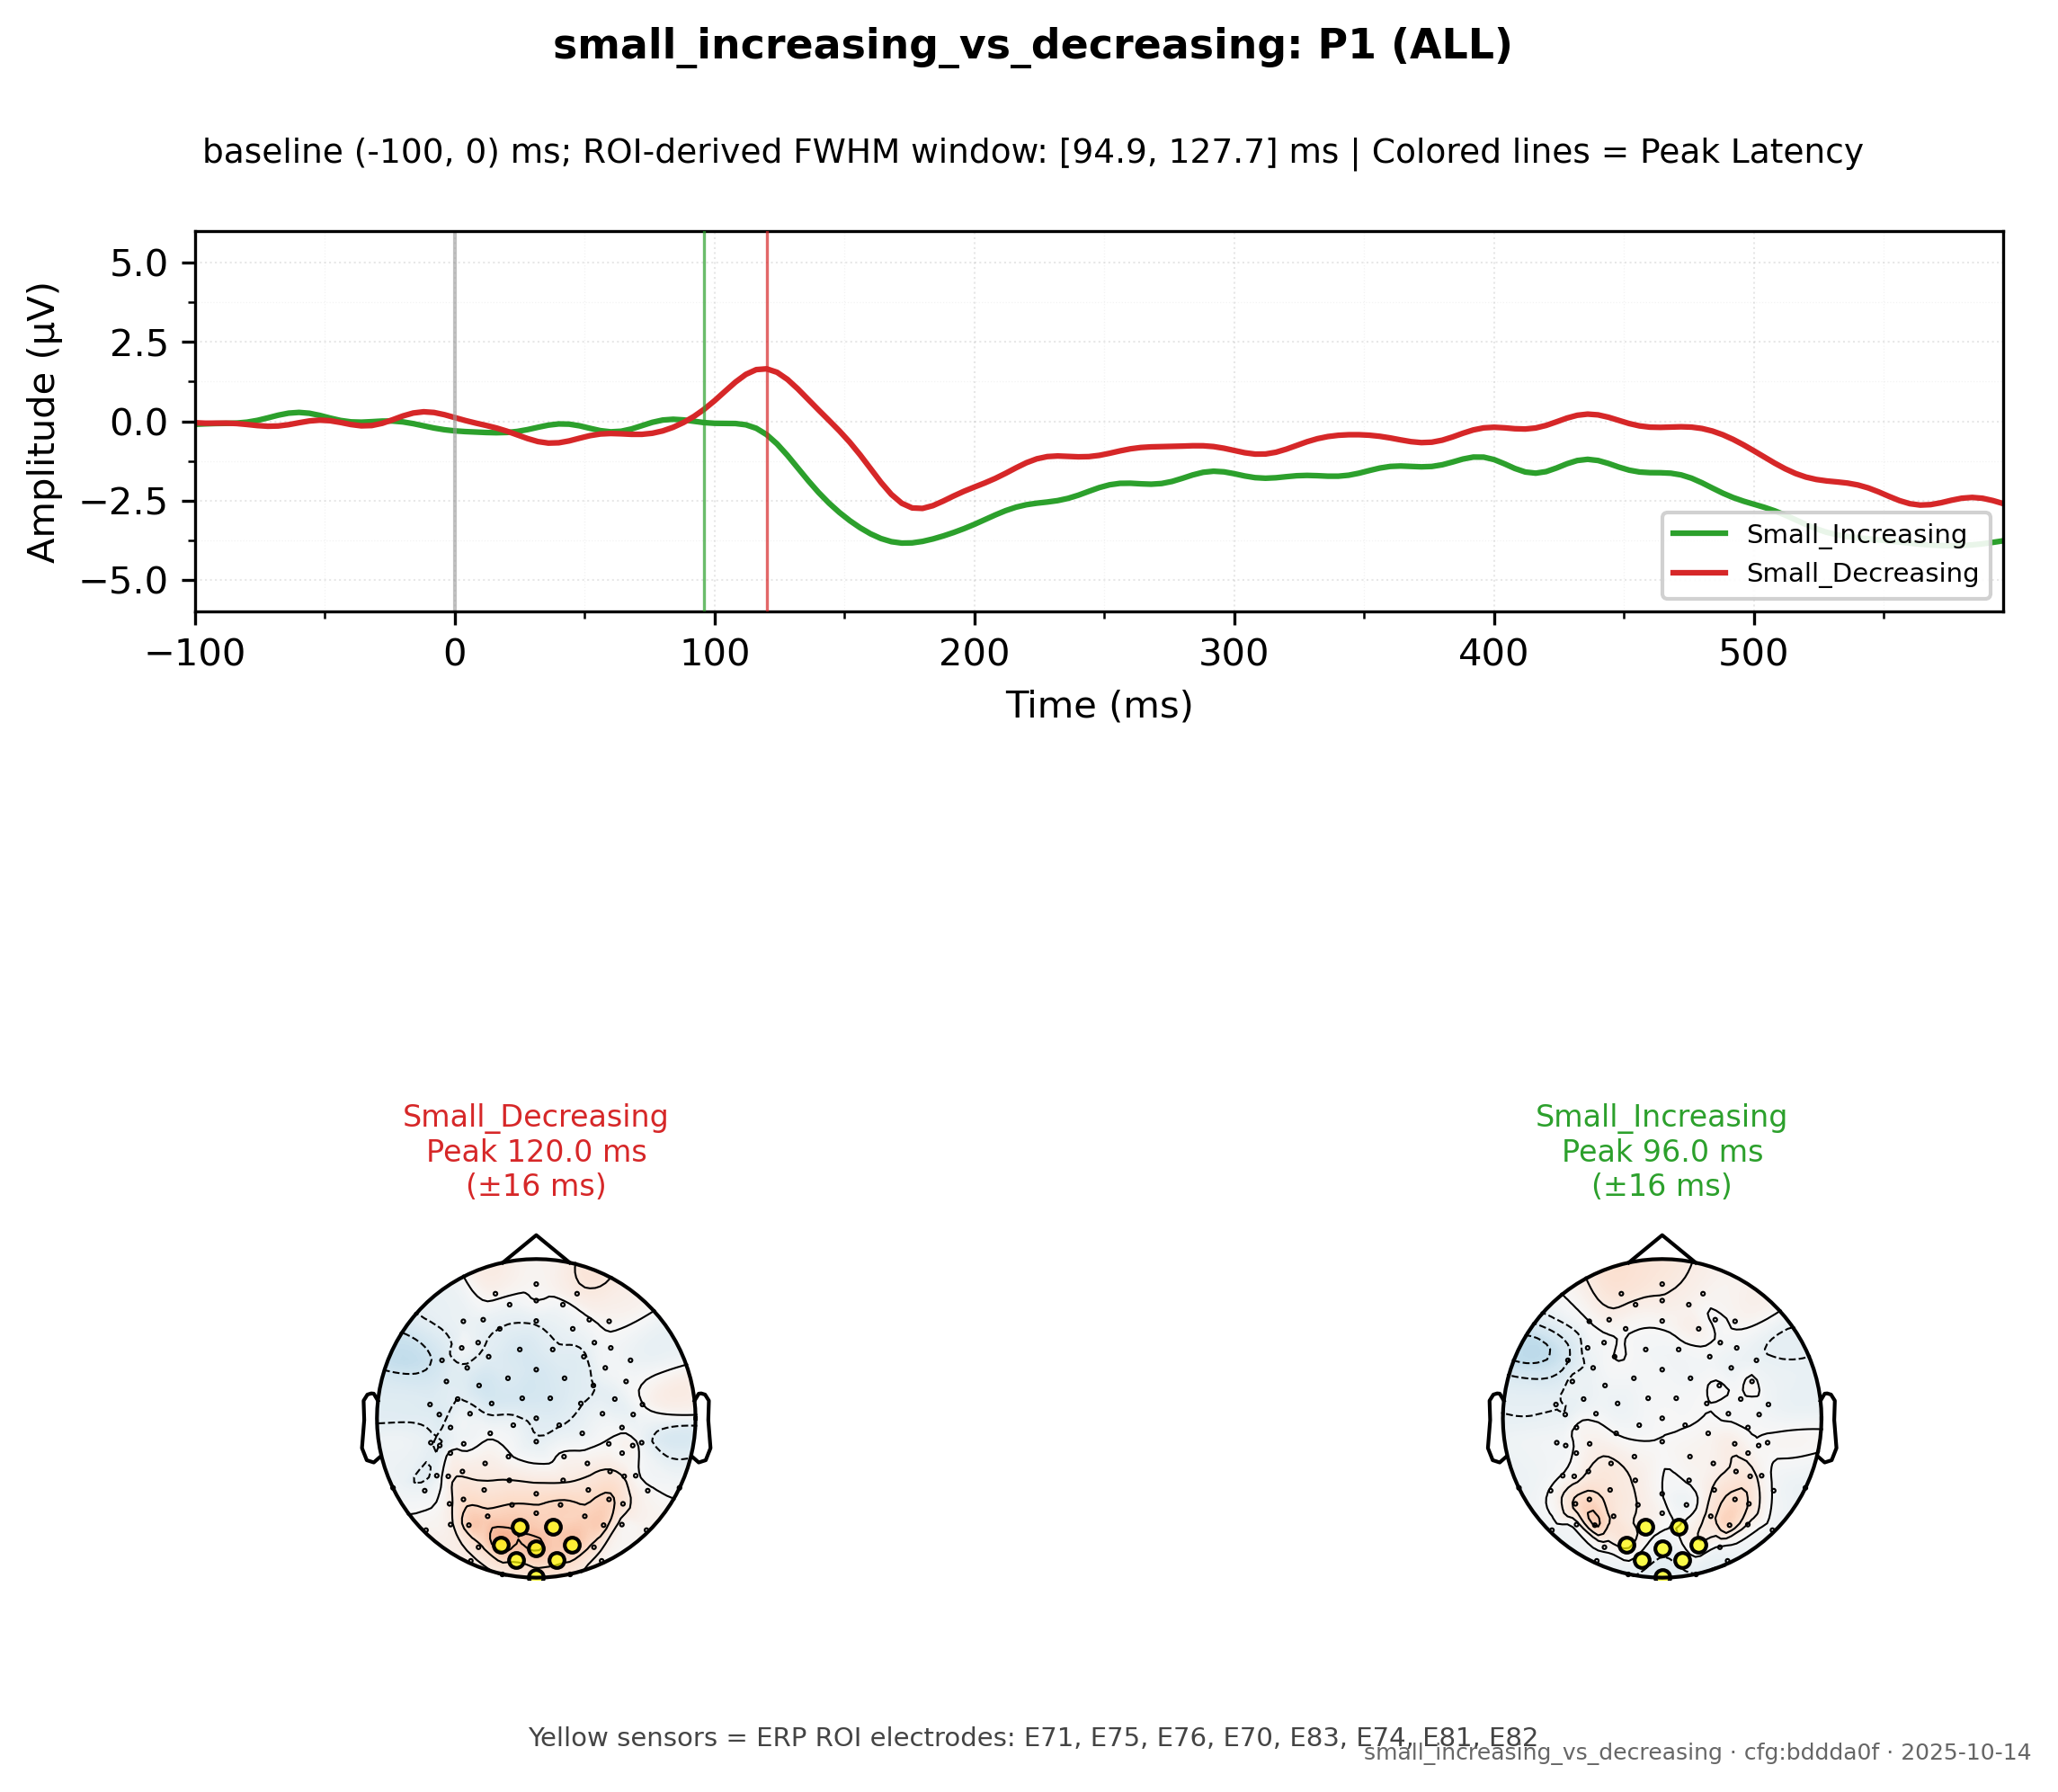 small_increasing_vs_decreasing: P1 (ALL)
baseline (-100, 0) ms; ROI-derived FWHM window: [94.9, 127.7] ms | Colored lines = Peak Latency
Amplitude (µV)
5.0
2.5
0.0
−2.5
−5.0
Small_Increasing
Small_Decreasing
−100 0 100 200 300 400 500
Time (ms)
Small_Decreasing
Peak 120.0 ms
(±16 ms)
Small_Increasing
Peak 96.0 ms
(±16 ms)
Yellow sensors = ERP ROI electrodes: E71, E75, E76, E70, E83, E74, E81, E82
small_increasing_vs_decreasing · cfg:bddda0f · 2025-10-14